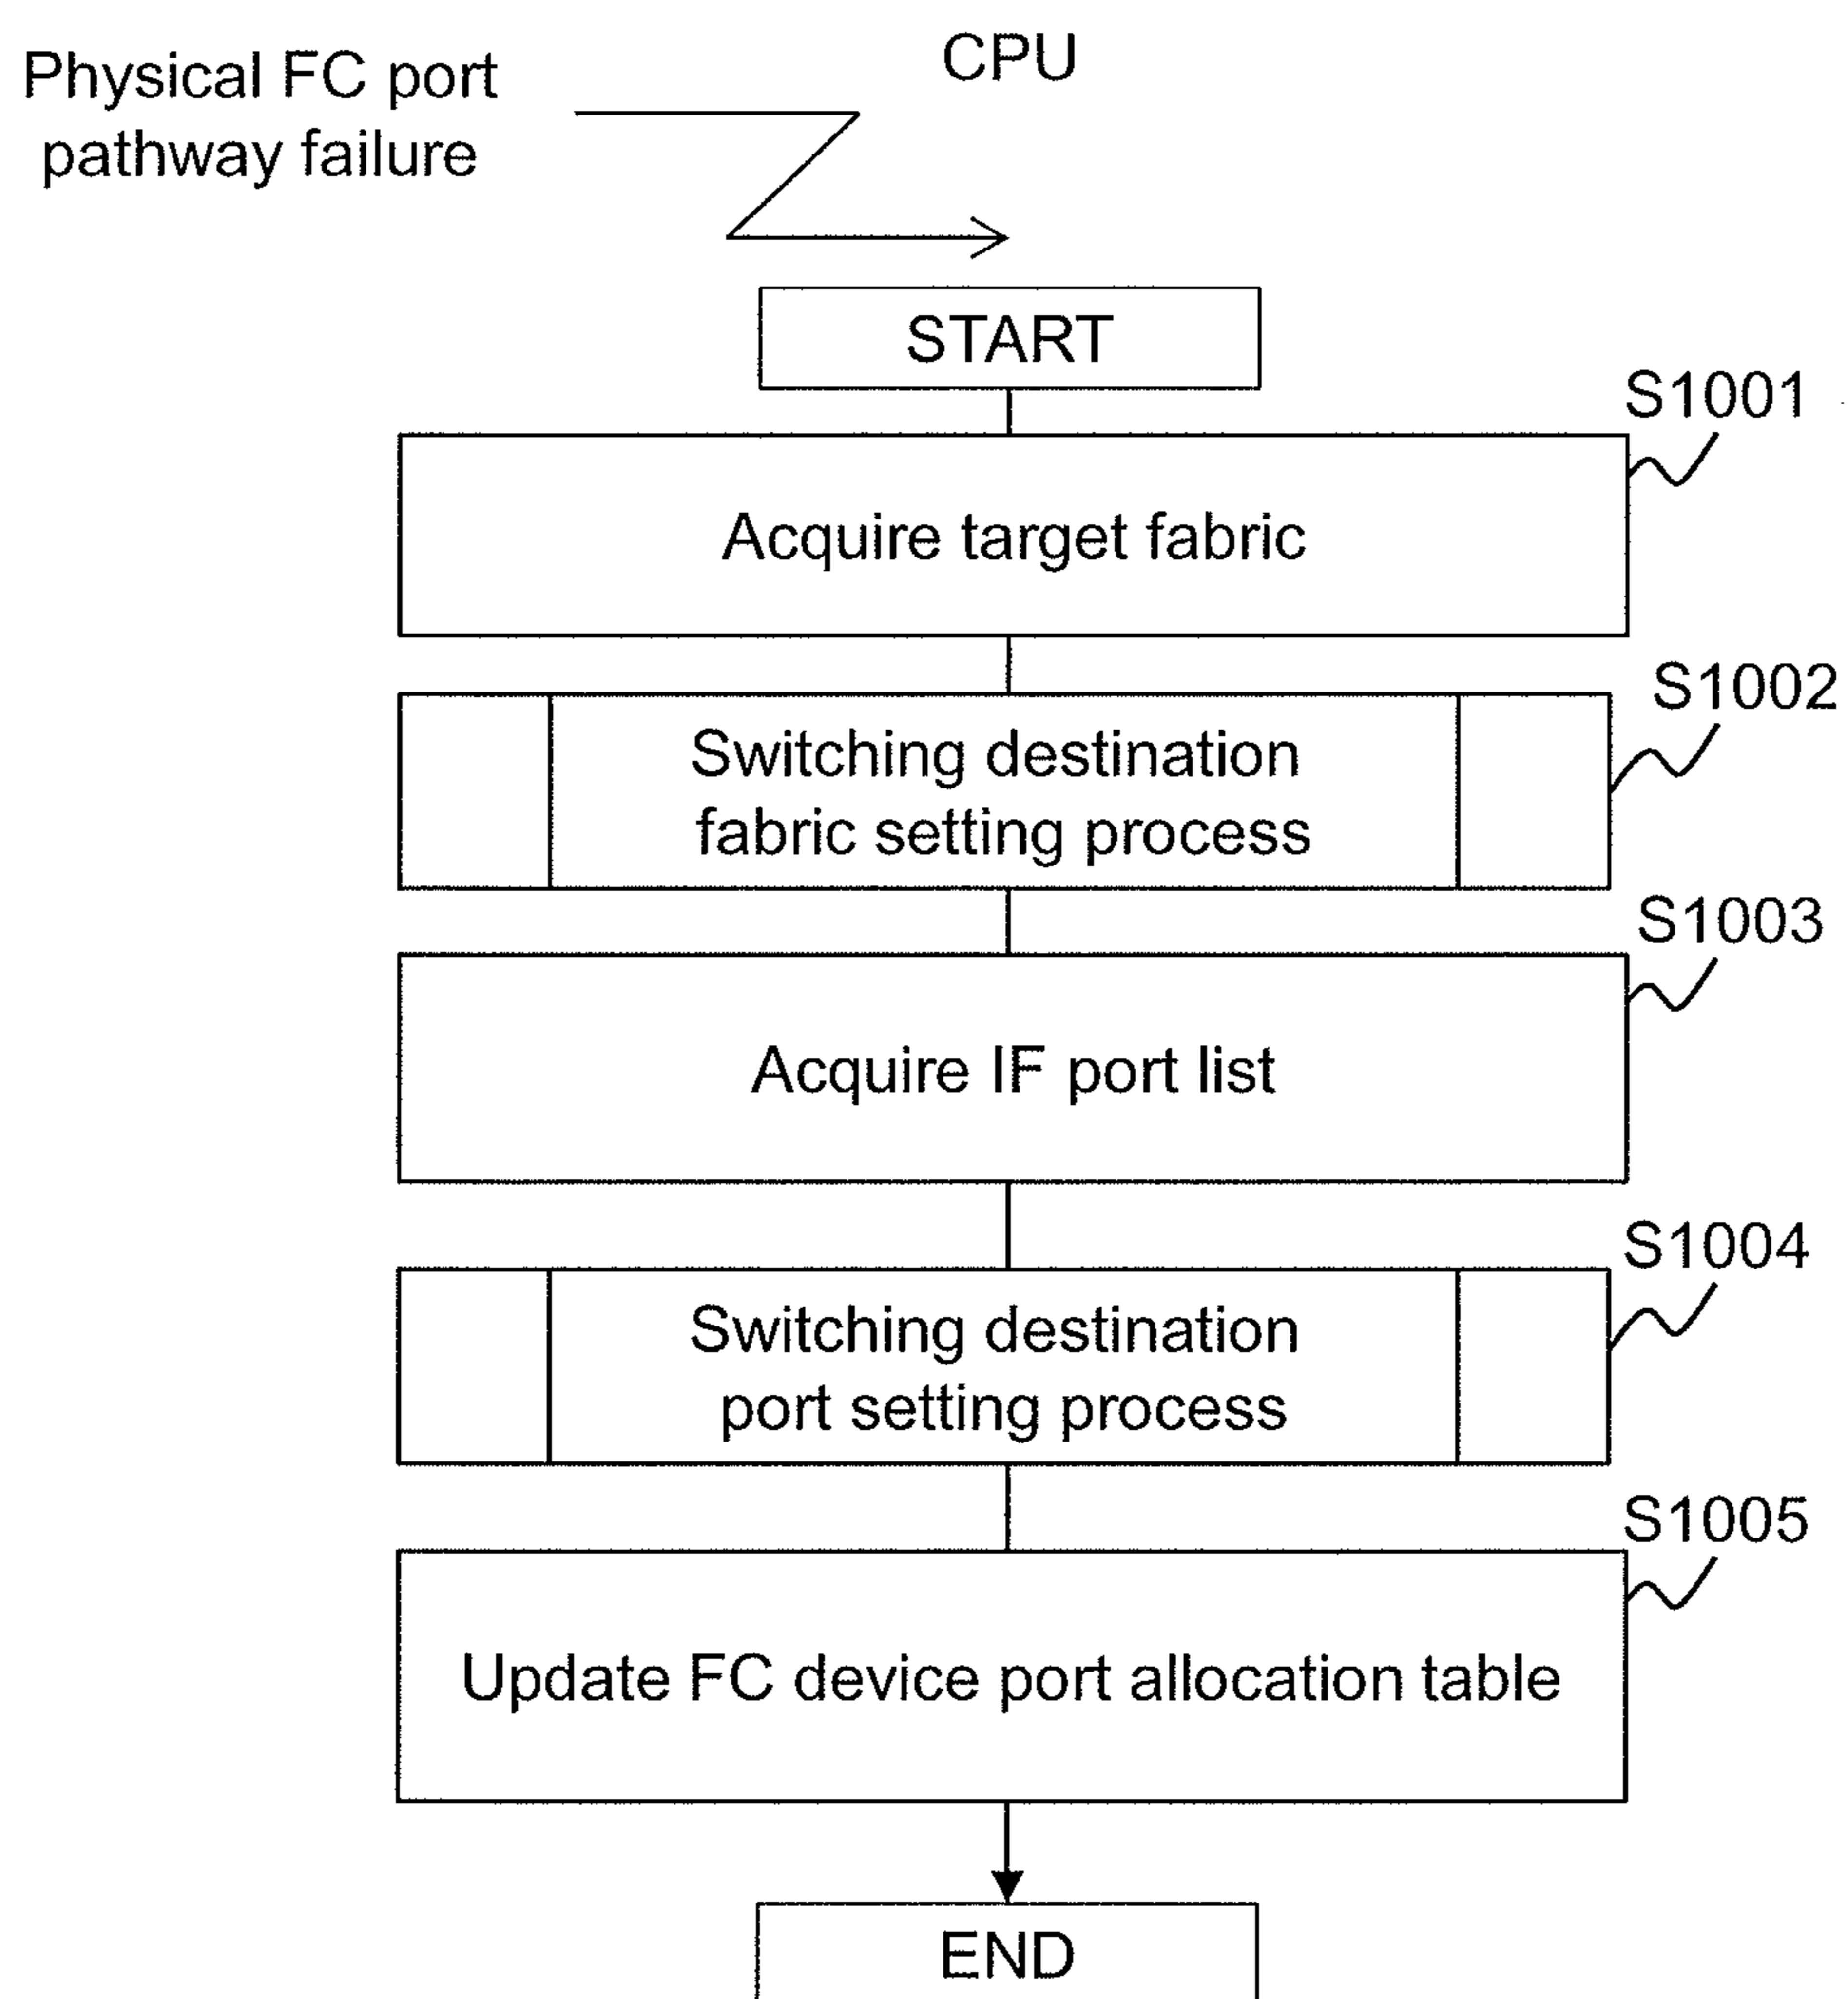 Physical FC port
pathway failure
CPU
START
S1001
Acquire target fabric
S1002
Switching destination
fabric setting process
S1003
Acquire IF port list
S1004
Switching destination
port setting process
S1005
Update FC device port allocation table
END